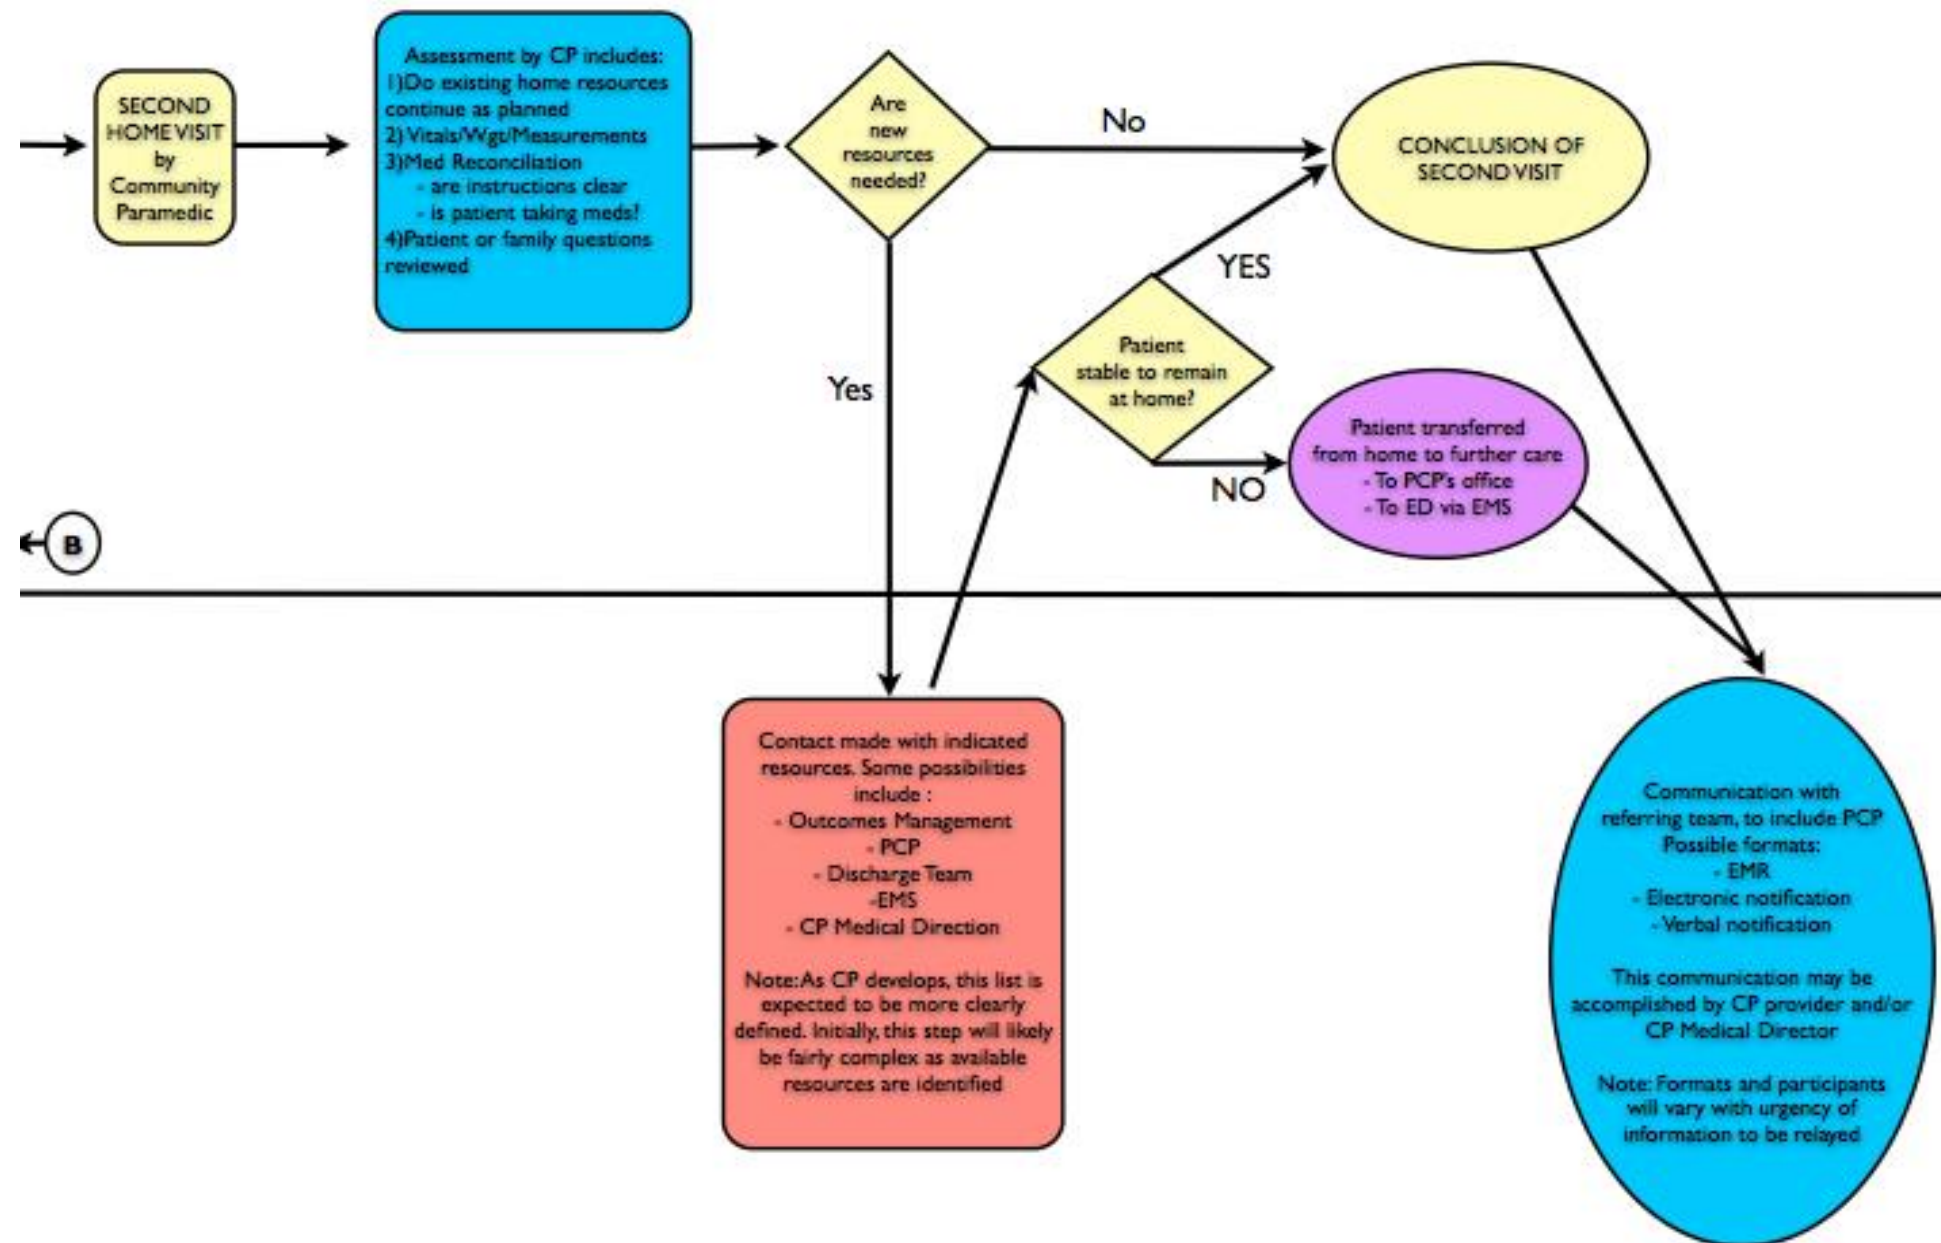 SECOND
HOME VISIT
by
Community
Paramedic
Assessment by CP includes:
1)Do existing home resources
continue as planned
2) Vitals/Wgt/Measurements
3)Med Reconciliation
- are instructions clear
- is patient taking meds?
4)Patient or family questions
reviewed
Are
new
resources
needed?
No
CONCLUSION OF
SECOND VISIT
YES
Patient
stable to remain
at home?
Yes
NO
Patient transferred
from home to further care
- To PCP's office
- To ED via EMS
B
Contact made with indicated
resources. Some possibilities
include :
- Outcomes Management
- PCP
- Discharge Team
-EMS
- CP Medical Direction
Note: As CP develops, this list is
expected to be more clearly
defined. Initially, this step will likely
be fairly complex as available
resources are identified
Communication with
referring team, to include PCP
Possible formats:
- EMR
- Electronic notification
- Verbal notification
This communication may be
accomplished by CP provider and/or
CP Medical Director
Note: Formats and participants
will vary with urgency of
information to be relayed